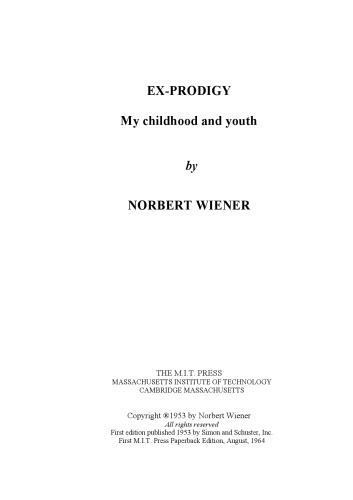 EX-PRODIGY
My childhood and youth
by
NORBERT WIENER
THE M.I.T. PRESS
MASSACHUSETTS INSTITUTE OF TECHNOLOGY
CAMBRIDGE MASSACHUSETTS
Copyright ®1953 by Norbert Wiener
All rights reserved
First edition published 1953 by Simon and Schuster, Inc.
First M.I.T. Press Paperback Edition, August, 1964